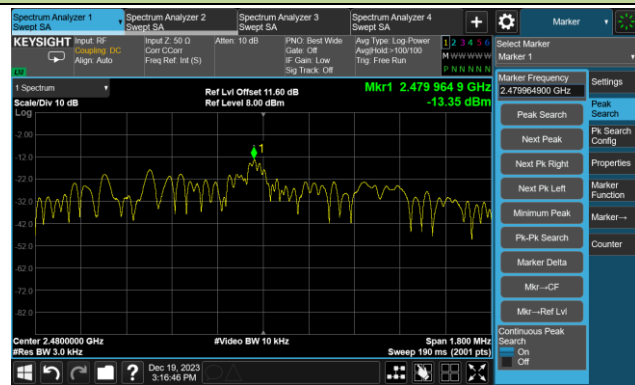 Spectrum Analyzer 1
Swept SA
Spectrum Analyzer 2
Swept SA
Spectrum Analyzer 3
Swept SA
Spectrum Analyzer 4
Swept SA
+
Marker
KEYSIGHT
Input: RF
Coupling: DC
Align: Auto
Input Z: 50 Ω
Corr CCorr
Freq Ref: Int (S)
Atten: 10 dB
PNO: Best Wide
Gate: Off
IF Gain: Low
Sig Track: Off
Avg Type: Log-Power
Avg|Hold:>100/100
Trig: Free Run
1 2 3 4 5 6
M W W W W W
P N N N N N
Select Marker
Marker 1
1 Spectrum
Scale/Div 10 dB
Log
Ref Lvl Offset 11.60 dB
Ref Level 8.00 dBm
Mkr1 2.479 964 9 GHz
-13.35 dBm
-2.00
-12.0
-22.0
-32.0
-42.0
-52.0
-62.0
-72.0
-82.0
1
Center 2.4800000 GHz
#Res BW 3.0 kHz
#Video BW 10 kHz
Span 1.800 MHz
Sweep 190 ms (2001 pts)
Marker Frequency
2.479964900 GHz
Peak Search
Next Peak
Next Pk Right
Next Pk Left
Minimum Peak
Pk-Pk Search
Marker Delta
Mkr→CF
Mkr→Ref Lvl
Continuous Peak
Search
On
Off
Settings
Peak
Search
Pk Search
Config
Properties
Marker
Function
Marker→
Counter
?
Dec 19, 2023
3:16:46 PM